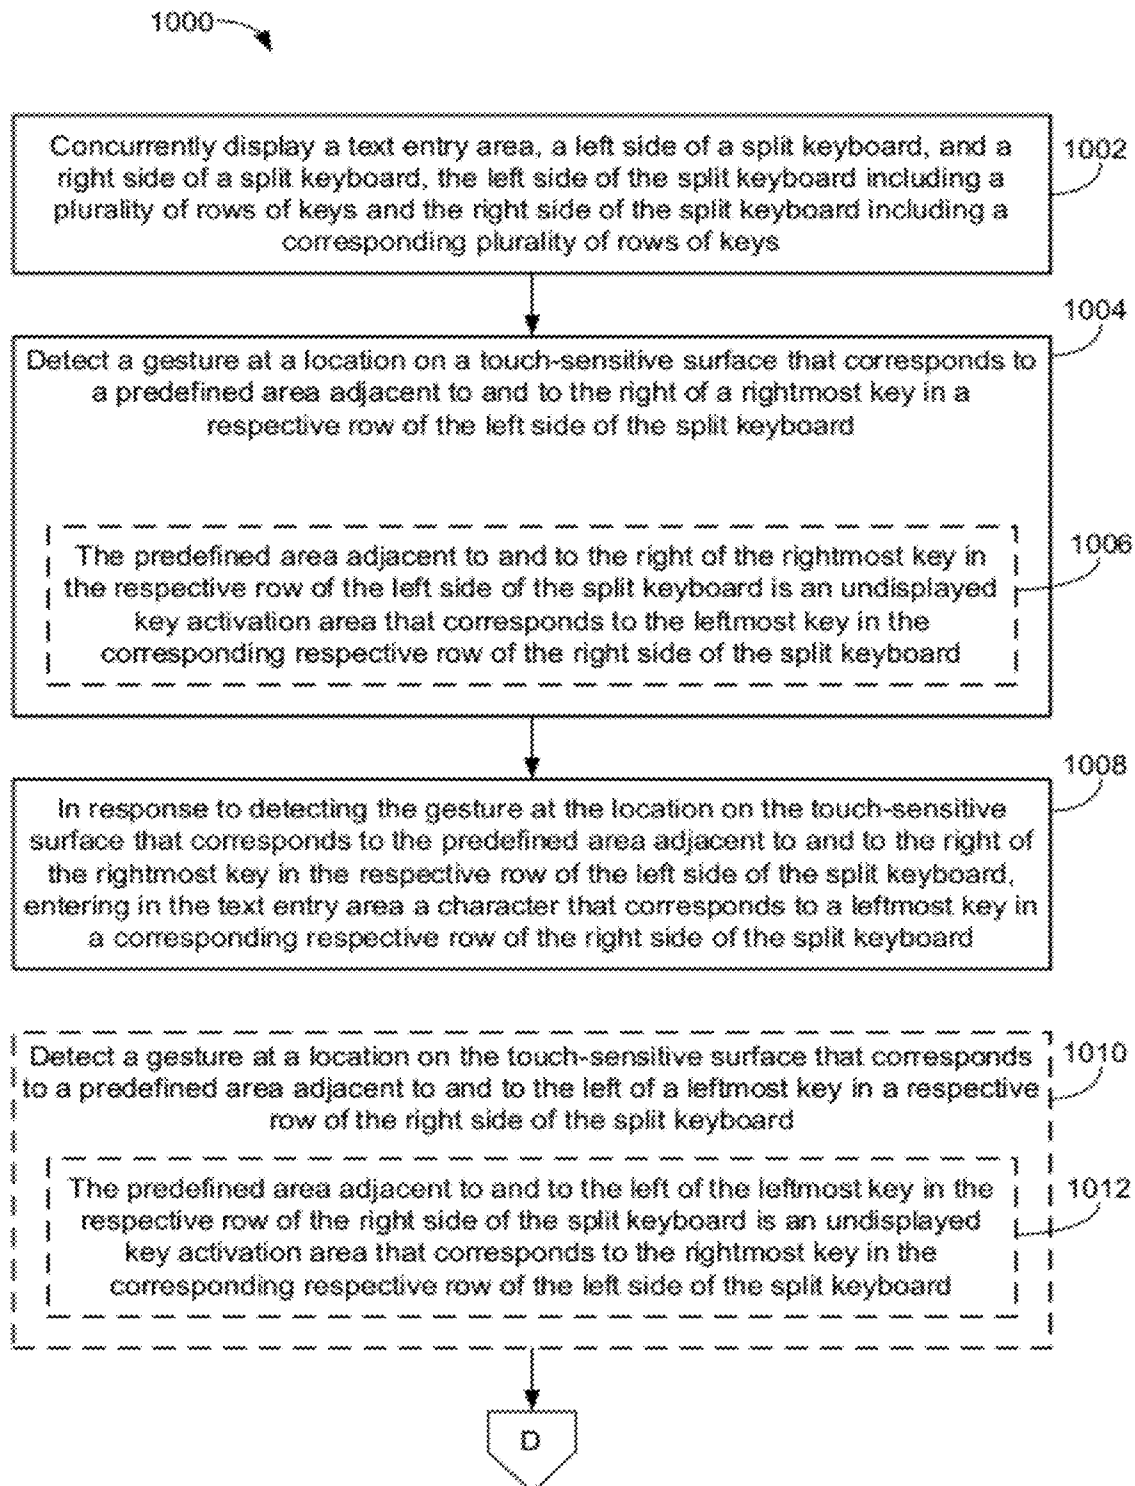 1000
Concurrently display a text entry area, a left side of a split keyboard, and a
right side of a split keyboard, the left side of the split keyboard including a
plurality of rows of keys and the right side of the split keyboard including a
corresponding plurality of rows of keys
1002
Detect a gesture at a location on a touch-sensitive surface that corresponds to
a predefined area adjacent to and to the right of a rightmost key in a
respective row of the left side of the split keyboard
1004
The predefined area adjacent to and to the right of the rightmost key in
the respective row of the left side of the split keyboard is an undisplayed
key activation area that corresponds to the leftmost key in the
corresponding respective row of the right side of the split keyboard
1006
In response to detecting the gesture at the location on the touch-sensitive
surface that corresponds to the predefined area adjacent to and to the right of
the rightmost key in the respective row of the left side of the split keyboard,
entering in the text entry area a character that corresponds to a leftmost key in
a corresponding respective row of the right side of the split keyboard
1008
Detect a gesture at a location on the touch-sensitive surface that corresponds
to a predefined area adjacent to and to the left of a leftmost key in a respective
row of the right side of the split keyboard
1010
The predefined area adjacent to and to the left of the leftmost key in the
respective row of the right side of the split keyboard is an undisplayed
key activation area that corresponds to the rightmost key in the
corresponding respective row of the left side of the split keyboard
1012
D